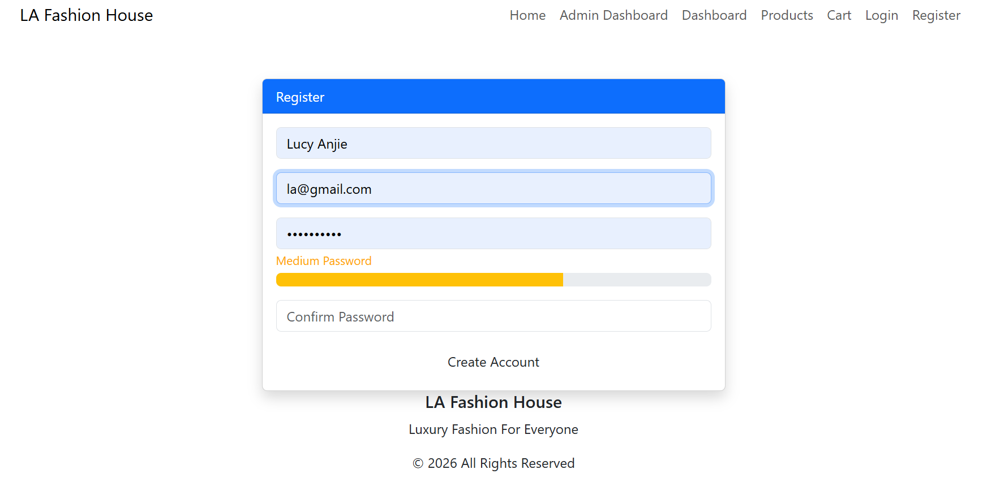 LA Fashion House
Home Admin Dashboard Dashboard Products Cart Login Register
Register
Lucy Anjie
la@gmail.com
••••••••••
Medium Password
Confirm Password
Create Account
LA Fashion House
Luxury Fashion For Everyone
© 2026 All Rights Reserved